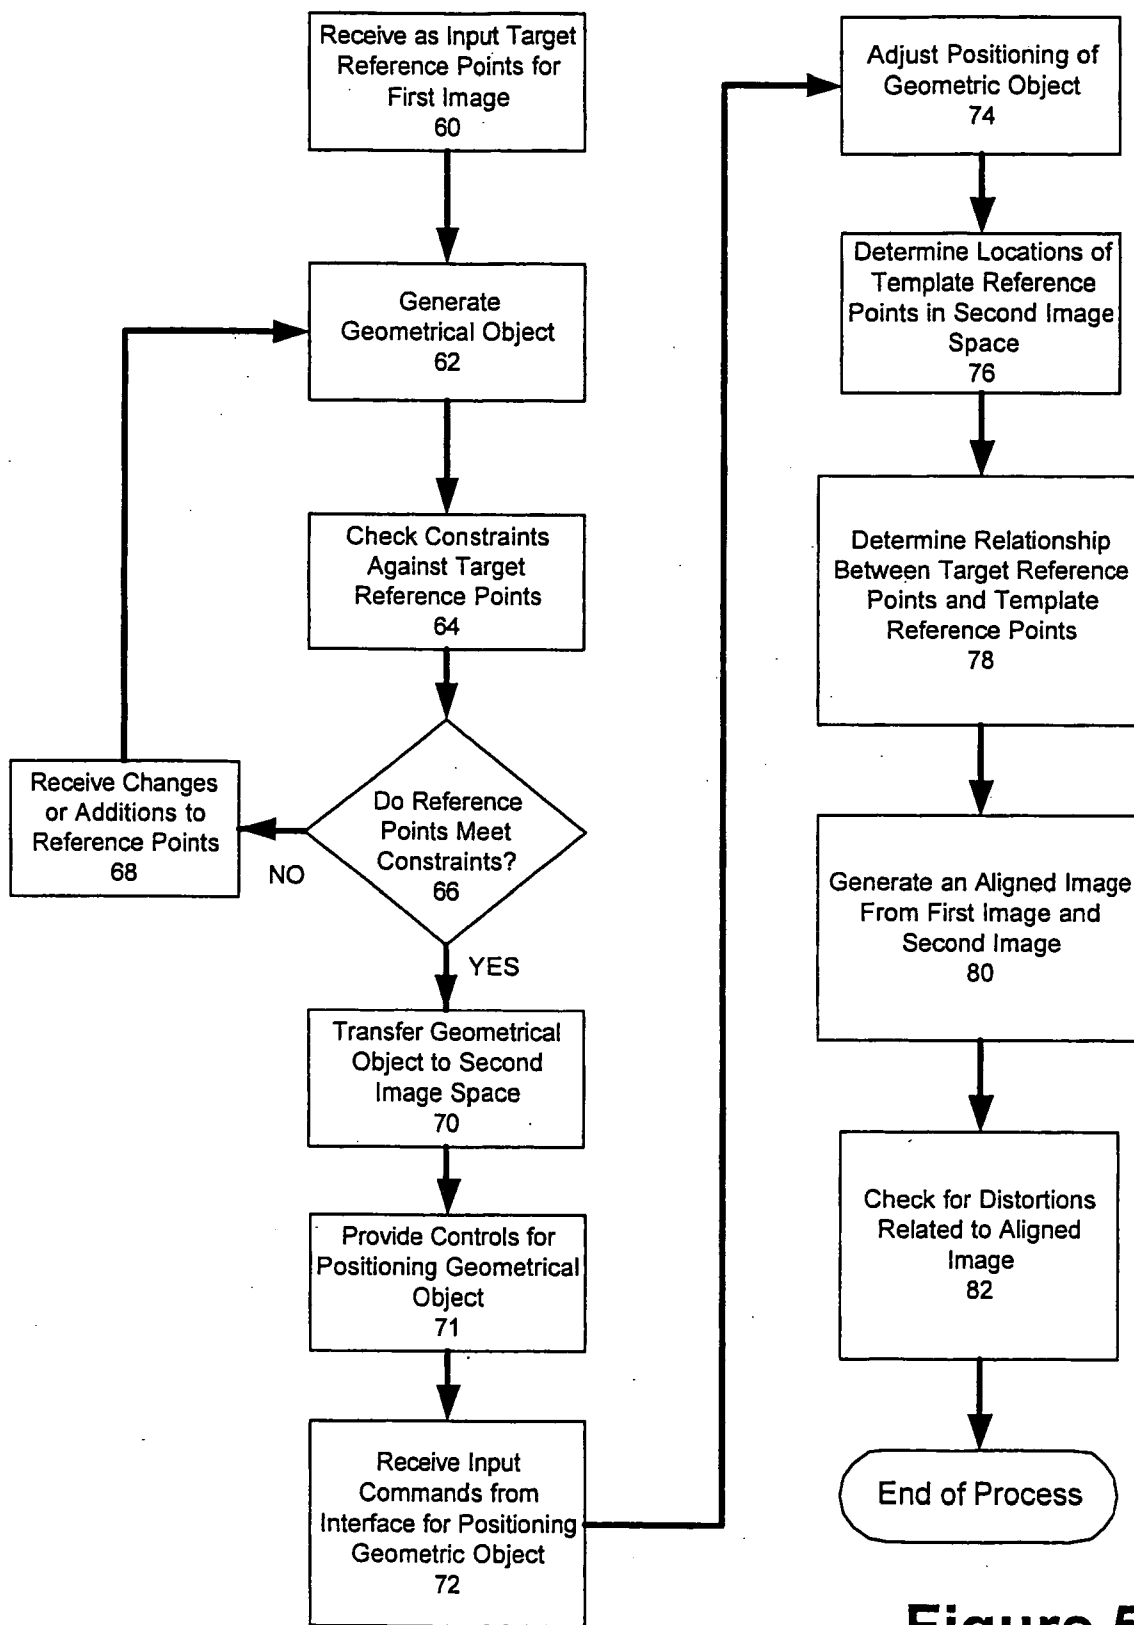 Receive as Input Target
Reference Points for
First Image
60
Generate
Geometrical Object
62
Check Constraints
Against Target
Reference Points
64
Do Reference
Points Meet
Constraints?
66
NO
Receive Changes
or Additions to
Reference Points
68
YES
Transfer Geometrical
Object to Second
Image Space
70
Provide Controls for
Positioning Geometrical
Object
71
Receive Input
Commands from
Interface for Positioning
Geometric Object
72
Adjust Positioning of
Geometric Object
74
Determine Locations of
Template Reference
Points in Second Image
Space
76
Determine Relationship
Between Target Reference
Points and Template
Reference Points
78
Generate an Aligned Image
From First Image and
Second Image
80
Check for Distortions
Related to Aligned
Image
82
End of Process
Figure 5